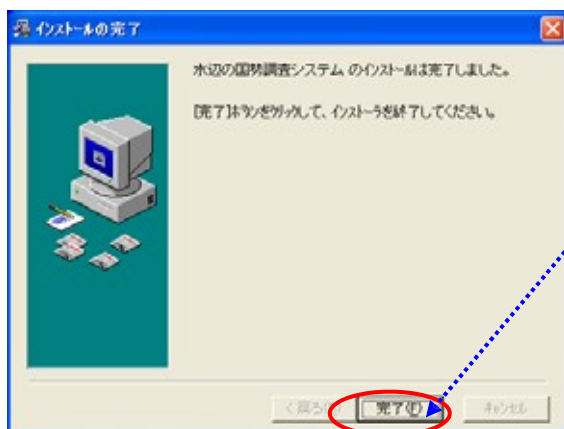 インストールの完了
水辺の国勢調査システム のインストールは完了しました。
[完了]ボタンをクリックして、インストーラを終了してください。
< 戻る(B)
完了(F)
キャンセル